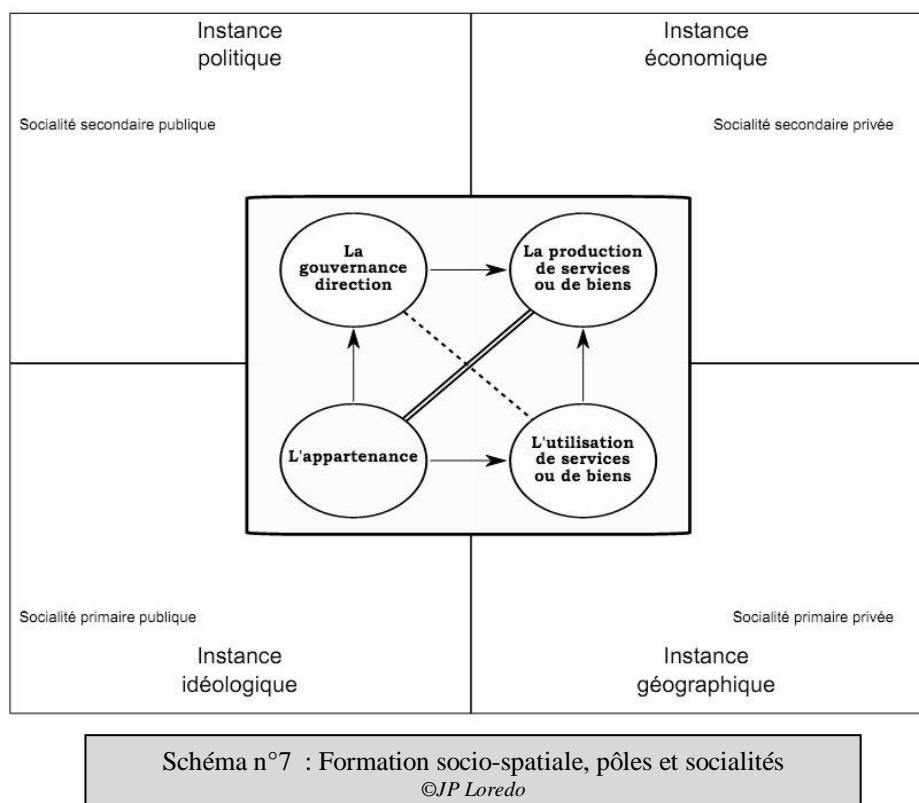 Instance
politique
Instance
économique
Socialité secondaire publique
Socialité secondaire privée
La
gouvernance
direction
La production
de services
ou de biens
L'appartenance
L'utilisation
de services
ou de biens
Socialité primaire publique
Socialité primaire privée
Instance
idéologique
Instance
géographique
Schéma n°7 : Formation socio-spatiale, pôles et socialités
©JP Loredo